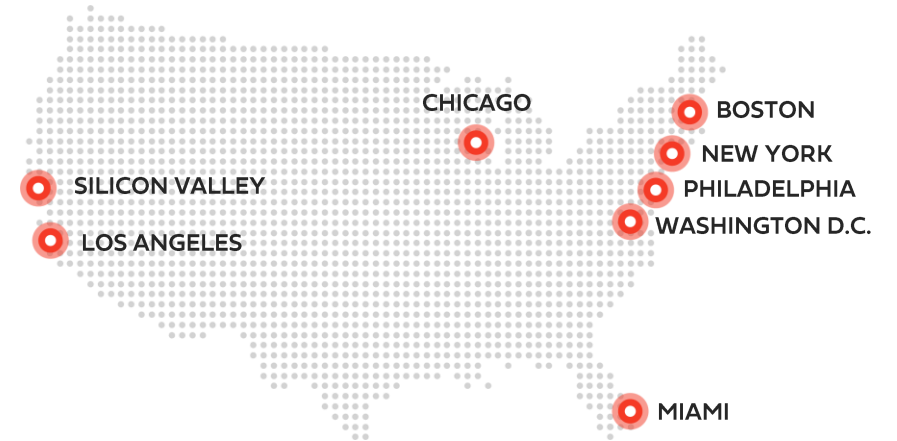 CHICAGO
BOSTON
NEW YORK
SILICON VALLEY
PHILADELPHIA
WASHINGTON D.C.
LOS ANGELES
MIAMI